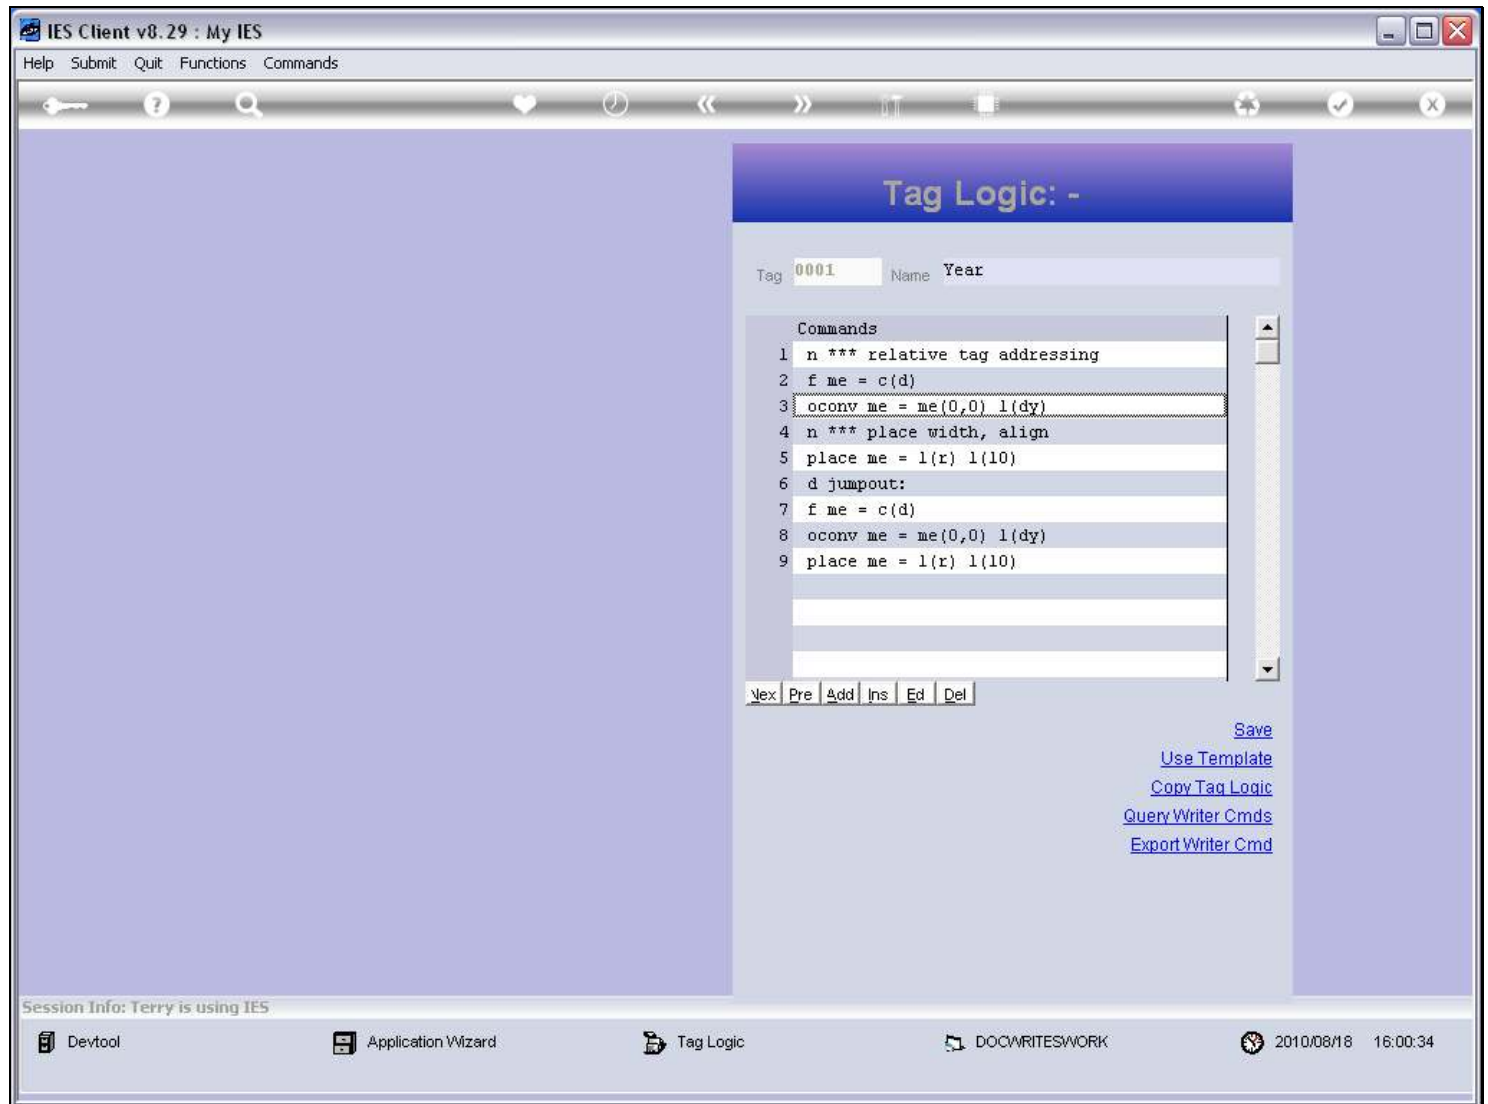 IES Client v8.29 : My IES
Help Submit Quit Functions Commands
Tag Logic: -
Tag 0001 Name Year
Commands
1 n *** relative tag addressing
2 f me = c(d)
3 oconv me = me(0,0) l(dy)
4 n *** place width, align
5 place me = l(r) l(10)
6 d jumpout:
7 f me = c(d)
8 oconv me = me(0,0) l(dy)
9 place me = l(r) l(10)
Nex Pre Add Ins Ed Del
Save
Use Template
Copy Tag Logic
Query Writer Cmds
Export Writer Cmd
Session Info: Terry is using IES
Devtool Application Wizard Tag Logic DOCWRITESWORK 2010/08/18 16:00:34